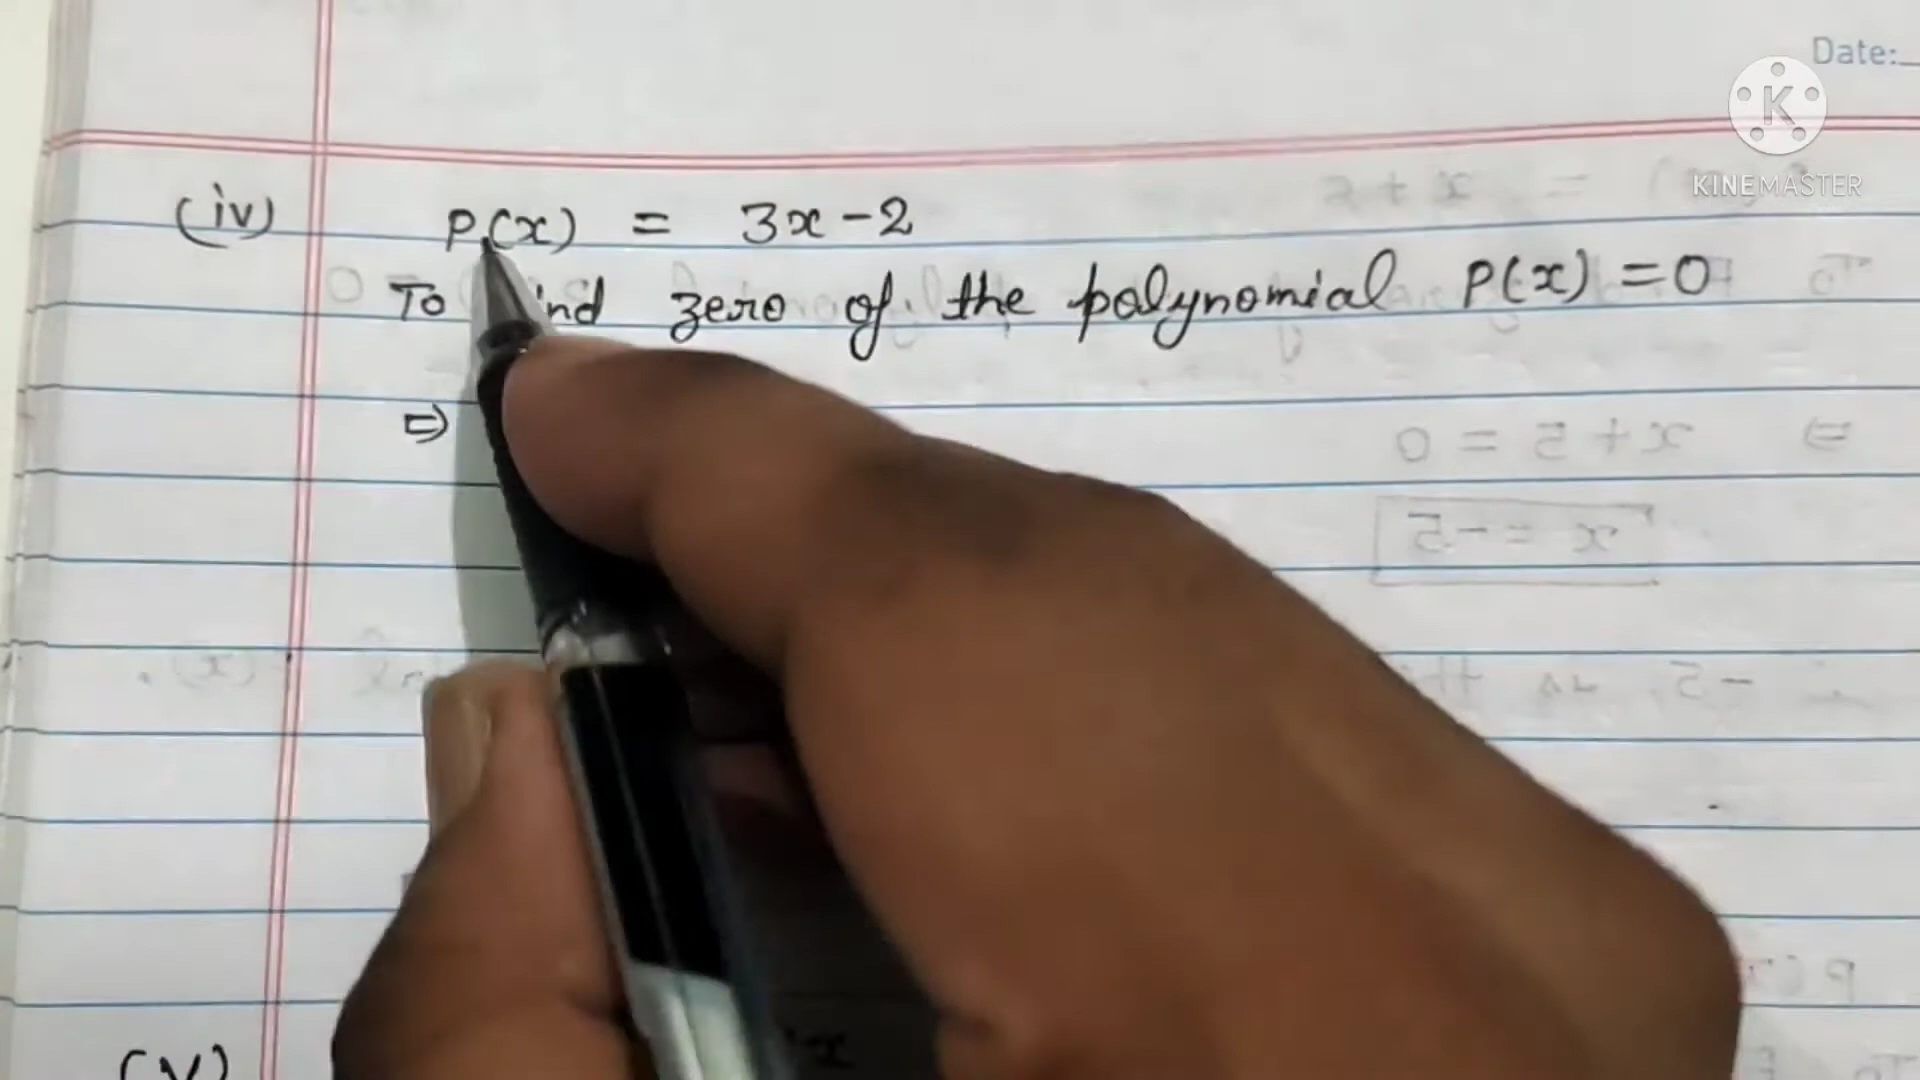 Date:
KINEMASTER
(iv) P(x) = 3x-2
To find zero of the polynomial P(x) = 0
⇒
x
(v)